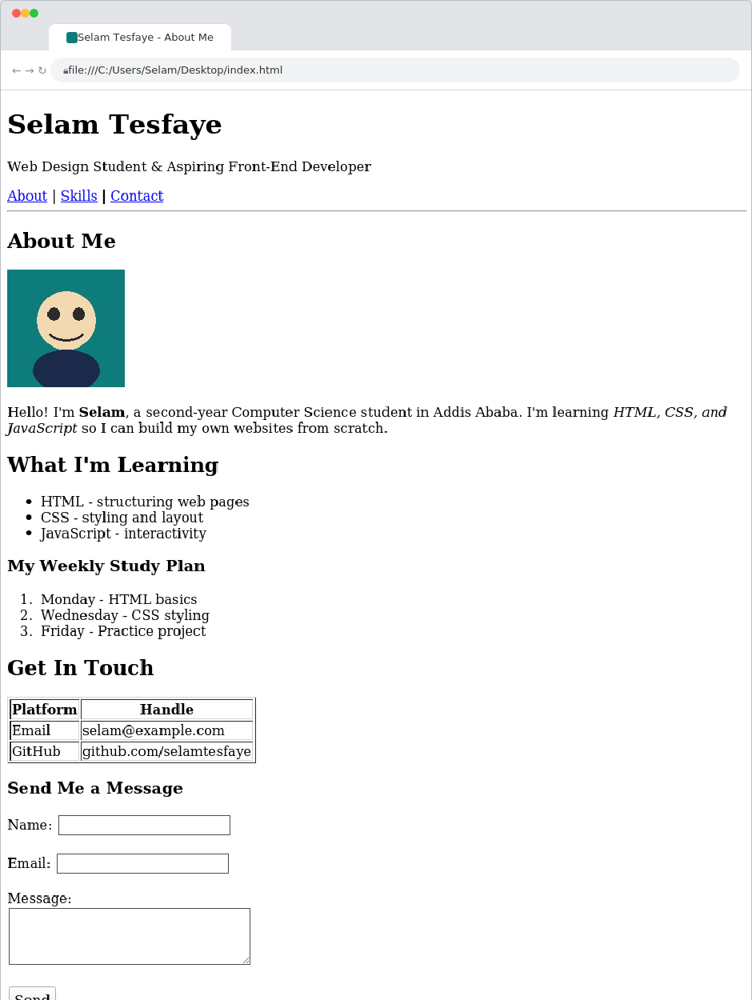 Selam Tesfaye - About Me
file:///C:/Users/Selam/Desktop/index.html
Selam Tesfaye
Web Design Student & Aspiring Front-End Developer
About | Skills | Contact
About Me
Hello! I'm Selam, a second-year Computer Science student in Addis Ababa. I'm learning HTML, CSS, and
JavaScript so I can build my own websites from scratch.
What I'm Learning
• HTML - structuring web pages
• CSS - styling and layout
• JavaScript - interactivity
My Weekly Study Plan
1. Monday - HTML basics
2. Wednesday - CSS styling
3. Friday - Practice project
Get In Touch
Platform Handle
Email selam@example.com
GitHub github.com/selamtesfaye
Send Me a Message
Name:
Email:
Message:
Send